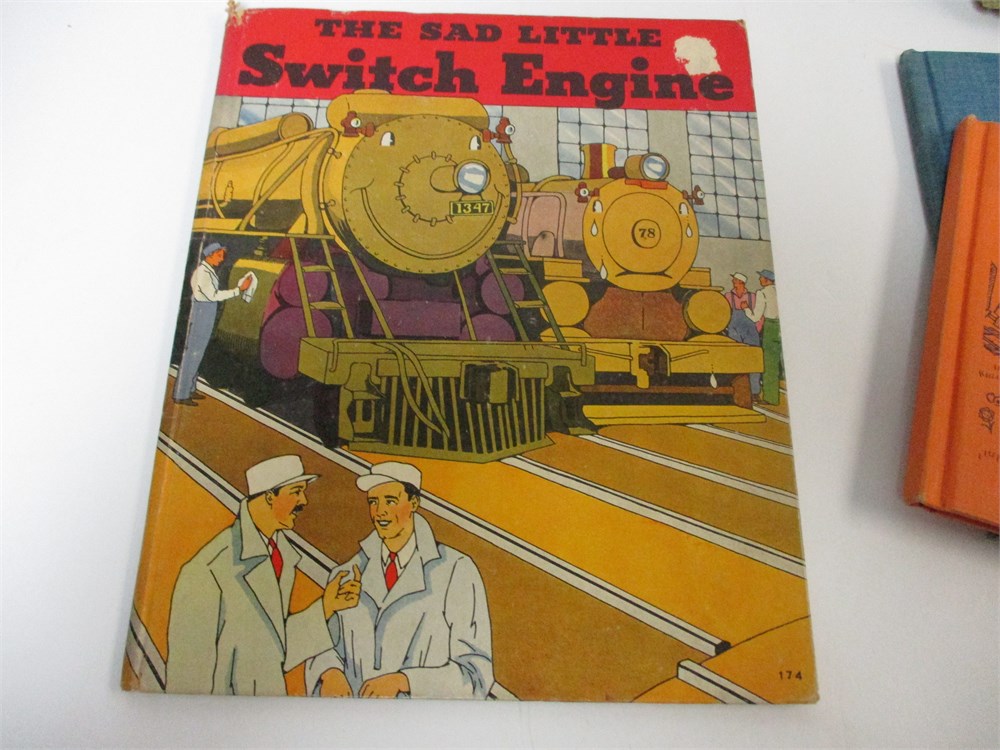 THE SAD LITTLE
Switch Engine
1347
78
174